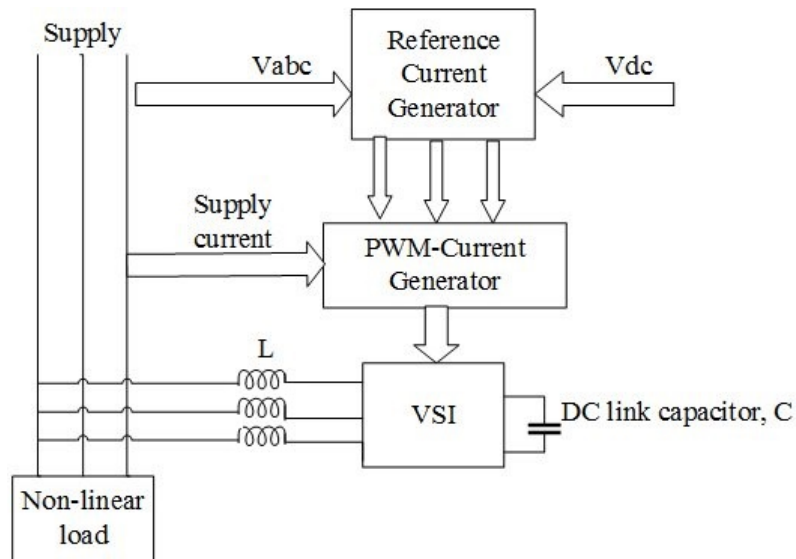 Supply
Reference
Current
Generator
Vabc
Vdc
Supply
current
PWM-Current
Generator
L
VSI
DC link capacitor, C
Non-linear
load